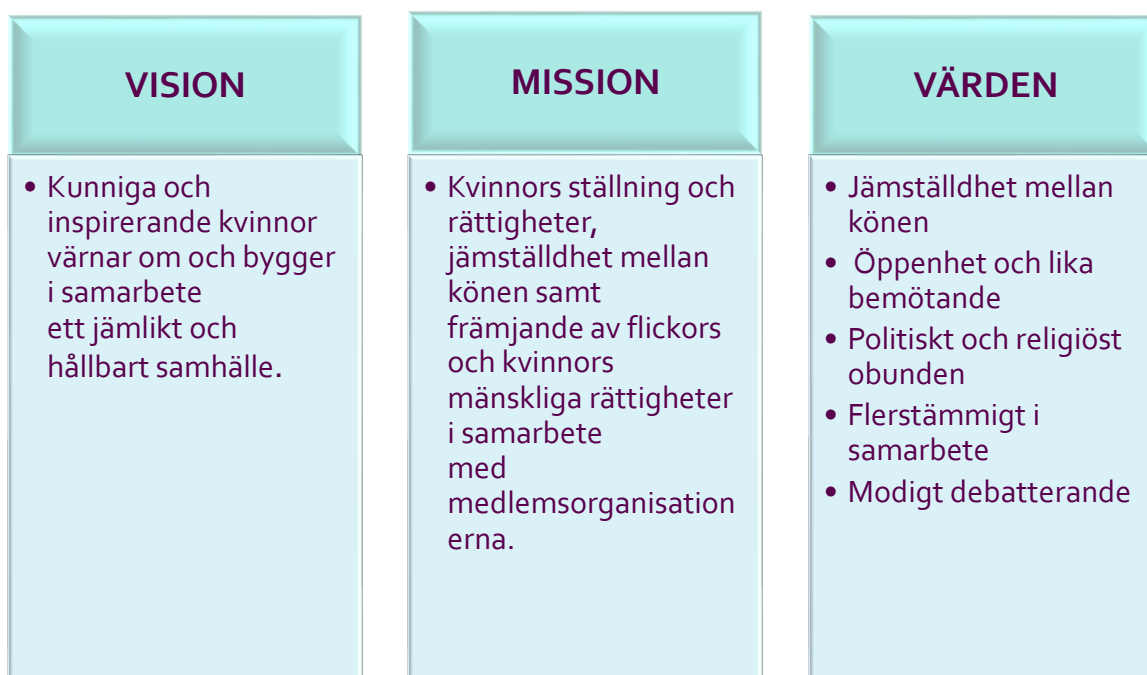 VISION
• Kunniga och
inspirerande kvinnor
värnar om och bygger
i samarbete
ett jämlikt och
hållbart samhälle.
MISSION
• Kvinnors ställning och
rättigheter,
jämställdhet mellan
könen samt
främjande av flickors
och kvinnors
mänskliga rättigheter
i samarbete
med
medlemsorganisation
erna.
VÄRDEN
• Jämställdhet mellan
könen
• Öppenhet och lika
bemötande
• Politiskt och religiöst
obunden
• Flerstämmigt i
samarbete
• Modigt debatterande